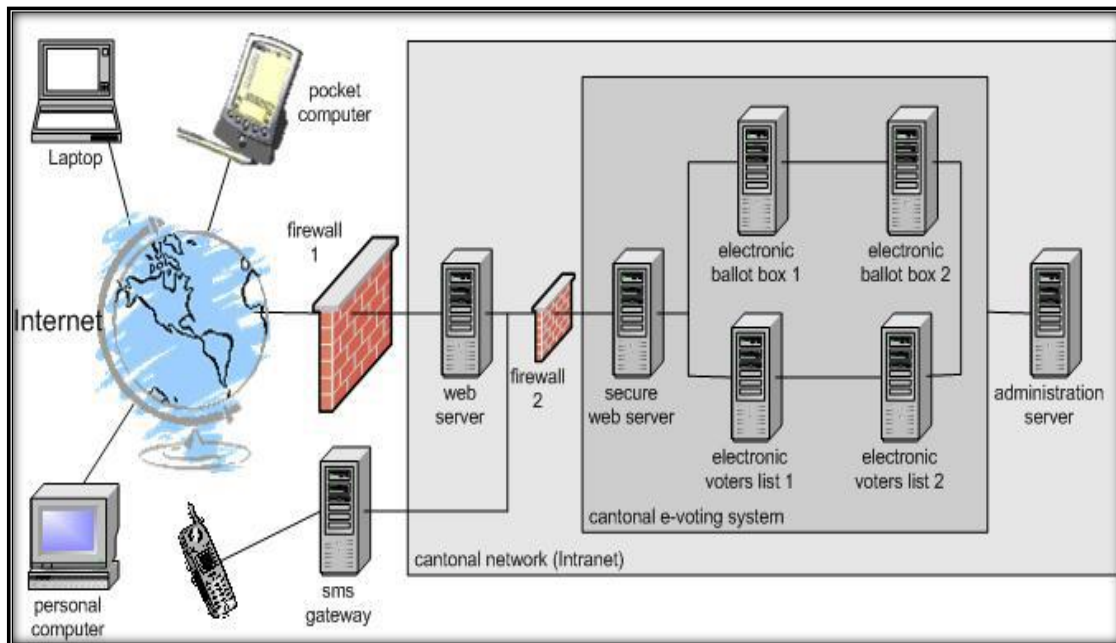 Laptop
pocket
computer
Internet
firewall
1
personal
computer
sms
gateway
web
server
firewall
2
secure
web server
electronic
ballot box 1
electronic
ballot box 2
electronic
voters list 1
electronic
voters list 2
administration
server
cantonal e-voting system
cantonal network (Intranet)